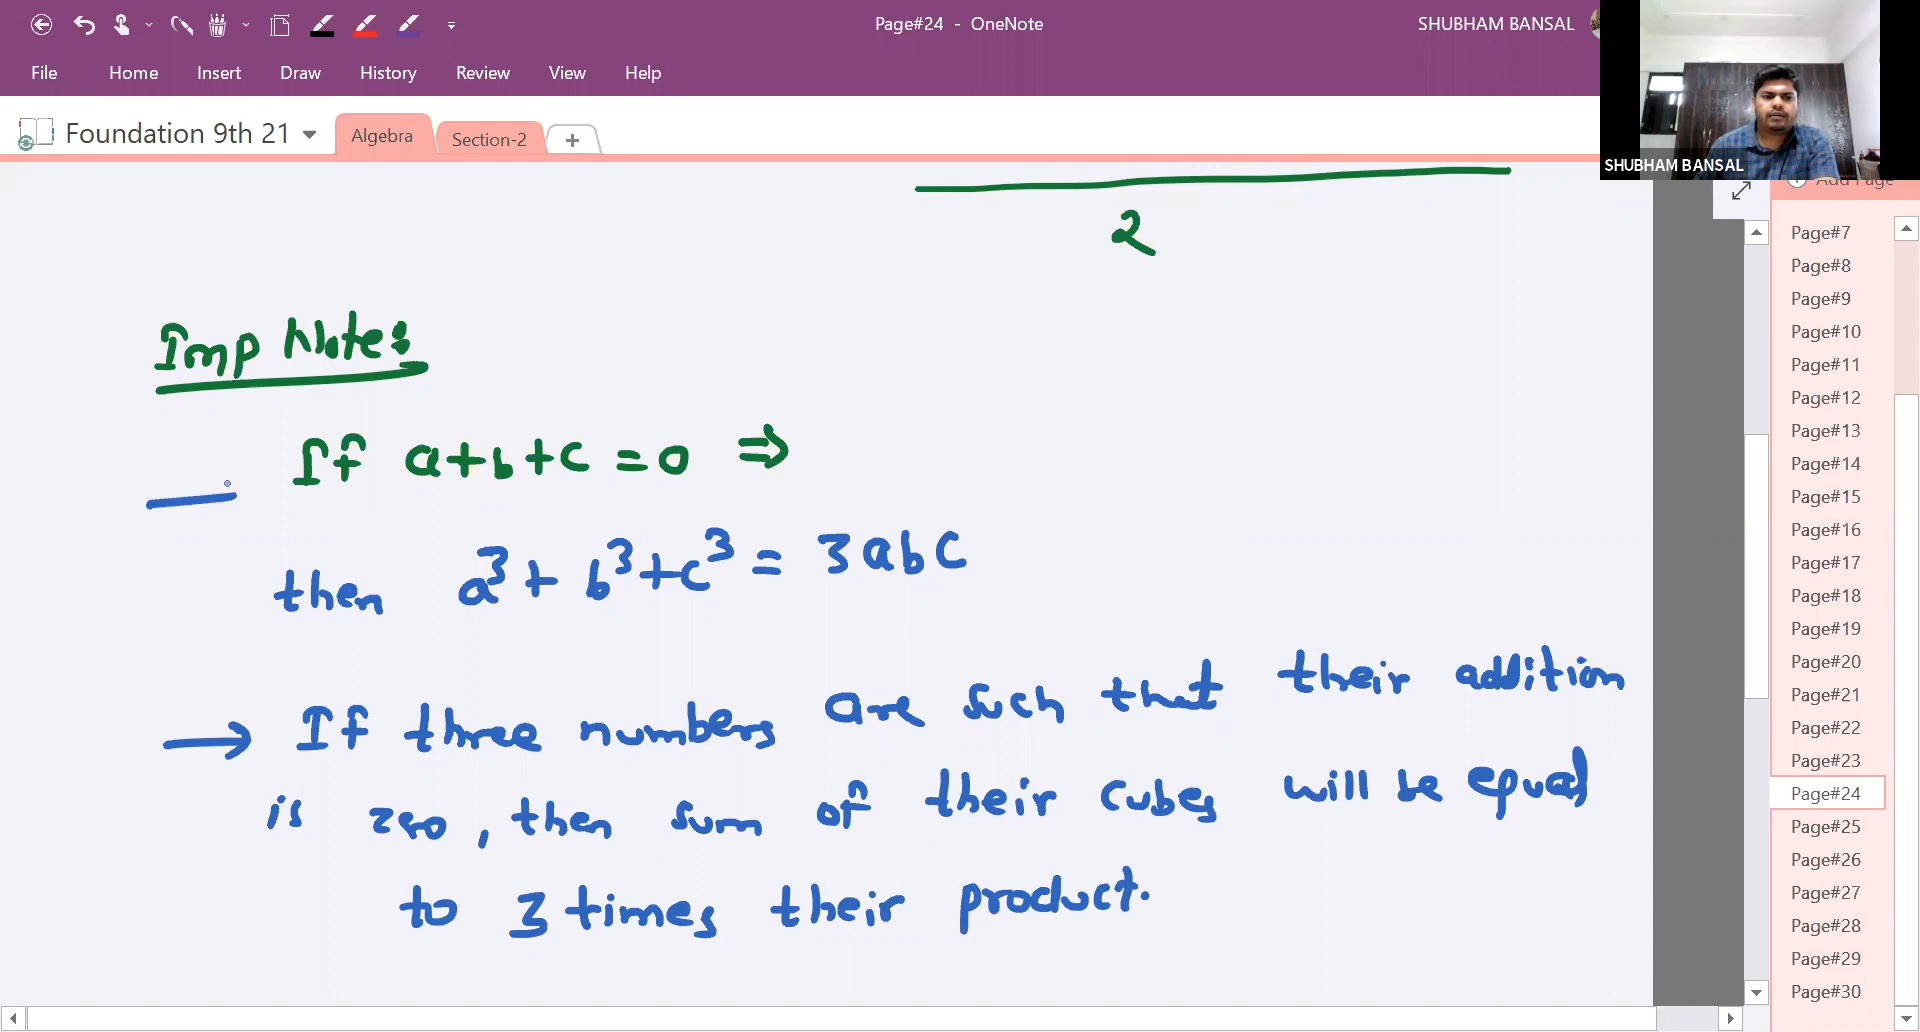 Page#24 - OneNote
SHUBHAM BANSAL
File Home Insert Draw History Review View Help
SHUBHAM BANSAL
Foundation 9th 21 Algebra Section-2 +
Add Page
2
Imp Note:
If a+b+c=0 ⇒
then a³+b³+c³=3abc
→ If three numbers are such that their addition
is zero, then sum of their cubes will be equal
to 3 times their product.
Page#7
Page#8
Page#9
Page#10
Page#11
Page#12
Page#13
Page#14
Page#15
Page#16
Page#17
Page#18
Page#19
Page#20
Page#21
Page#22
Page#23
Page#24
Page#25
Page#26
Page#27
Page#28
Page#29
Page#30